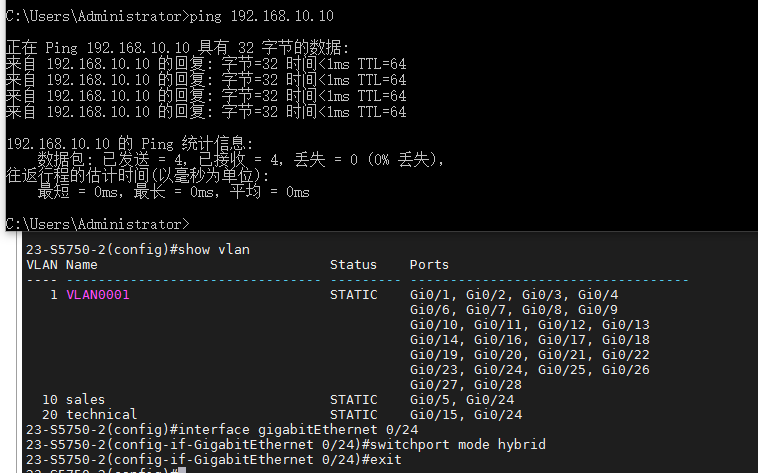 C:\Users\Administrator>ping 192.168.10.10
正在 Ping 192.168.10.10 具有 32 字节的数据:
来自 192.168.10.10 的回复: 字节=32 时间<1ms TTL=64
来自 192.168.10.10 的回复: 字节=32 时间<1ms TTL=64
来自 192.168.10.10 的回复: 字节=32 时间<1ms TTL=64
来自 192.168.10.10 的回复: 字节=32 时间<1ms TTL=64
192.168.10.10 的 Ping 统计信息:
数据包: 已发送 = 4, 已接收 = 4, 丢失 = 0 (0% 丢失),
往返行程的估计时间(以毫秒为单位):
最短 = 0ms, 最长 = 0ms, 平均 = 0ms
C:\Users\Administrator>
23-S5750-2(config)#show vlan
VLAN Name Status Ports
---- -------------------------------- --------- -----------------------------------
1 VLAN0001 STATIC Gi0/1, Gi0/2, Gi0/3, Gi0/4
Gi0/6, Gi0/7, Gi0/8, Gi0/9
Gi0/10, Gi0/11, Gi0/12, Gi0/13
Gi0/14, Gi0/16, Gi0/17, Gi0/18
Gi0/19, Gi0/20, Gi0/21, Gi0/22
Gi0/23, Gi0/24, Gi0/25, Gi0/26
Gi0/27, Gi0/28
10 sales STATIC Gi0/5, Gi0/24
20 technical STATIC Gi0/15, Gi0/24
23-S5750-2(config)#interface gigabitEthernet 0/24
23-S5750-2(config-if-GigabitEthernet 0/24)#switchport mode hybrid
23-S5750-2(config-if-GigabitEthernet 0/24)#exit
23-S5750-2(config)#